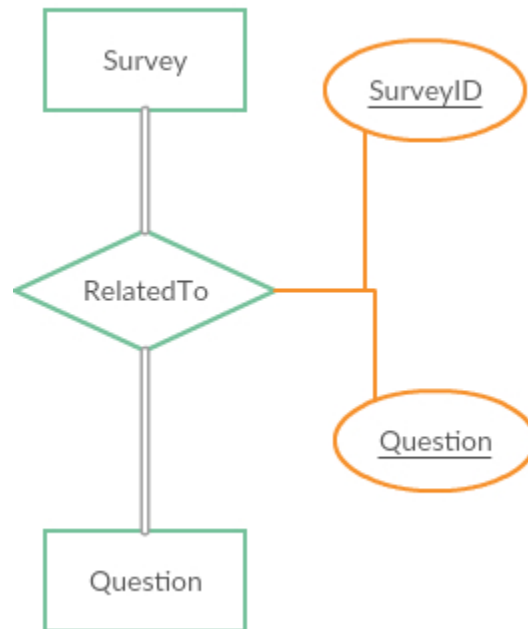 Survey
SurveyID
RelatedTo
Question
Question